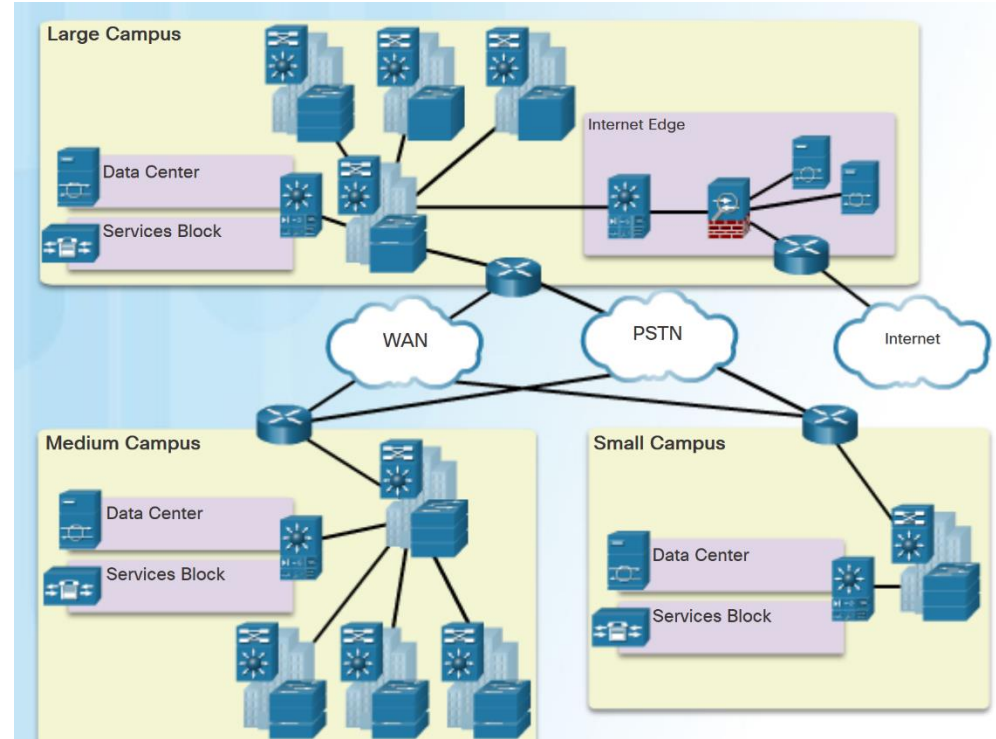 Large Campus
Internet Edge
Data Center
Services Block
WAN
PSTN
Internet
Medium Campus
Small Campus
Data Center
Services Block
Data Center
Services Block